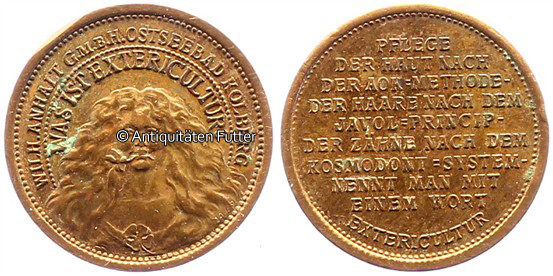 WILH. ANHALT G.M.B.H. OSTSEEBAD KOLBERG
WAS IST EXTERICULTUR
© Antiquitäten Futter
PFLEGE
DER HAUT NACH
DER AOK-METHODE-
DER HAARE NACH DEM
JAVOL=PRINCIP-
DER ZÄHNE NACH DEM
KOSMODONT=SYSTEM-
NENNT MAN MIT
EINEM WORT
EXTERICULTUR